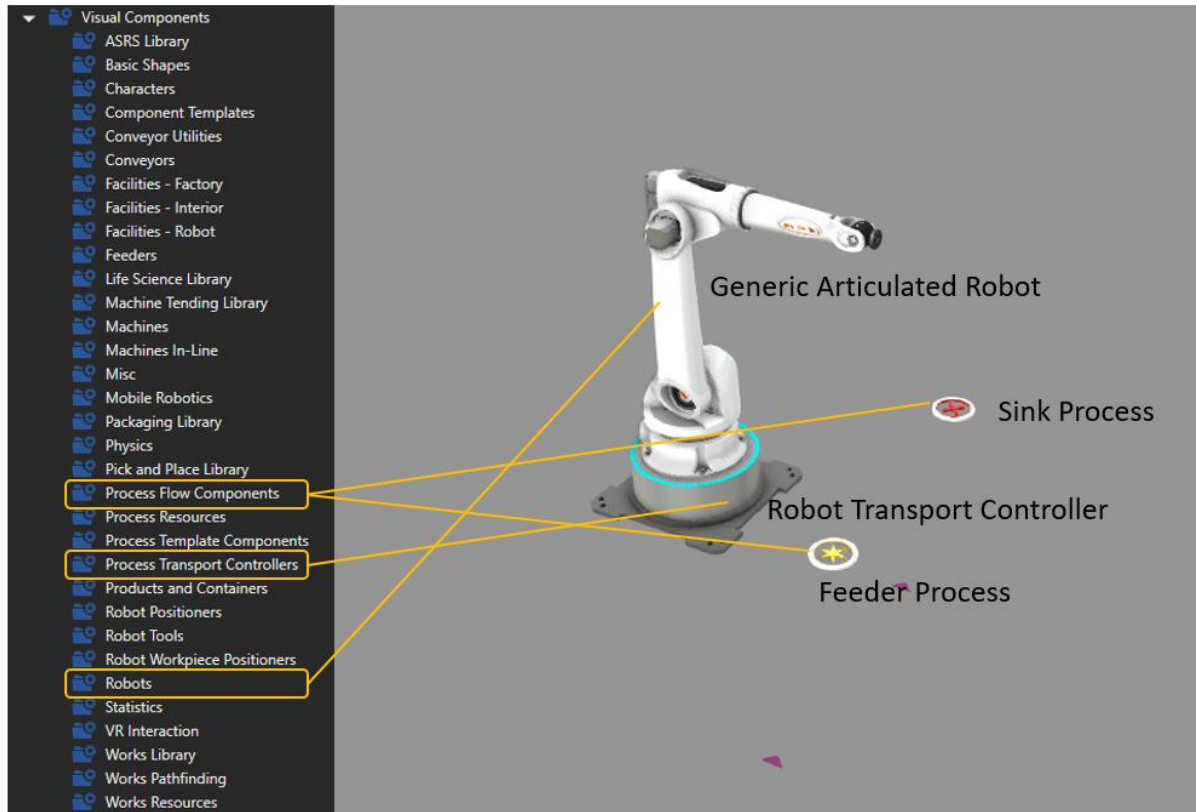 Visual Components
ASRS Library
Basic Shapes
Characters
Component Templates
Conveyor Utilities
Conveyors
Facilities - Factory
Facilities - Interior
Facilities - Robot
Feeders
Life Science Library
Machine Tending Library
Machines
Machines In-Line
Misc
Mobile Robotics
Packaging Library
Physics
Pick and Place Library
Process Flow Components
Process Resources
Process Template Components
Process Transport Controllers
Products and Containers
Robot Positioners
Robot Tools
Robot Workpiece Positioners
Robots
Statistics
VR Interaction
Works Library
Works Pathfinding
Works Resources
Generic Articulated Robot
Sink Process
Robot Transport Controller
Feeder Process